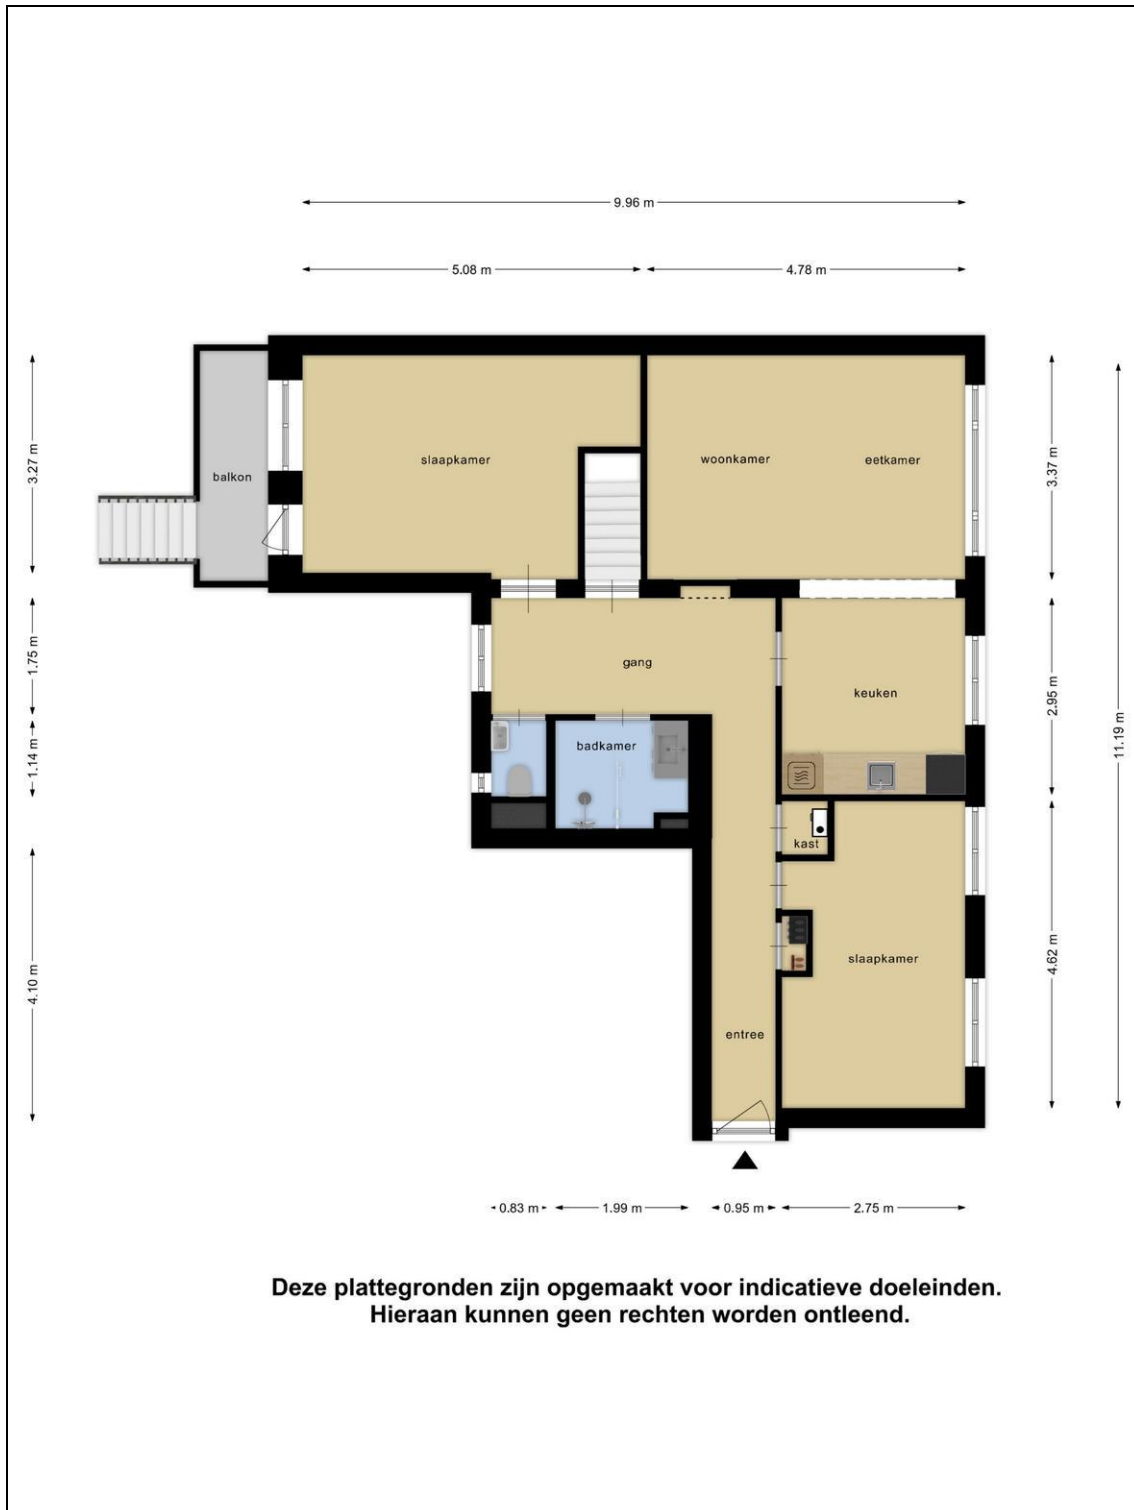 9.96 m
5.08 m
4.78 m
3.27 m
balkon
slaapkamer
woonkamer
eetkamer
3.37 m
1.75 m
gang
keuken
2.95 m
11.19 m
1.14 m
badkamer
kast
4.10 m
slaapkamer
4.62 m
entree
0.83 m
1.99 m
0.95 m
2.75 m
Deze plattegronden zijn opgemaakt voor indicatieve doeleinden.
Hieraan kunnen geen rechten worden ontleend.